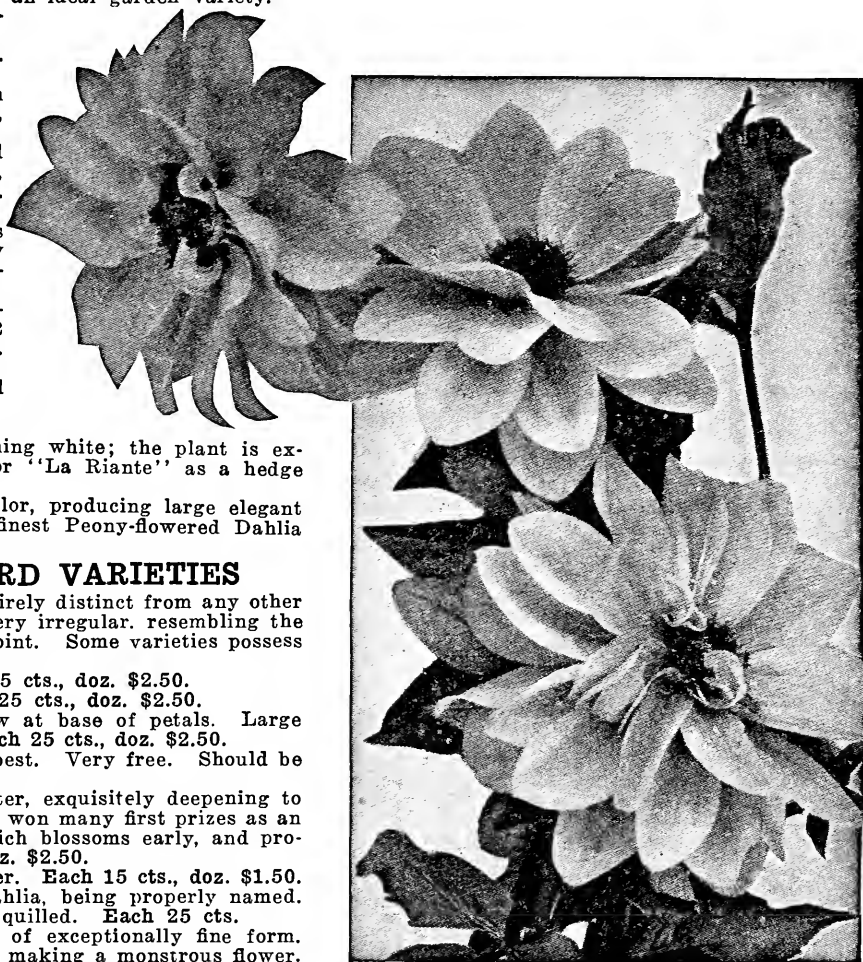 an ideal garden variety.
ning white; the plant is ex-
or "La Riante" as a hedge
lor, producing large elegant
finest Peony-flowered Dahlia
RD VARIETIES
irely distinct from any other
ery irregular. resembling the
oint. Some varieties possess
5 cts., doz. $2.50.
25 cts., doz. $2.50.
w at base of petals. Large
ch 25 cts., doz. $2.50.
best. Very free. Should be
ter, exquisitely deepening to
won many first prizes as an
ich blossoms early, and pro-
z. $2.50.
er. Each 15 cts., doz. $1.50.
ahlia, being properly named.
quilled. Each 25 cts.
of exceptionally fine form.
making a monstrous flower.